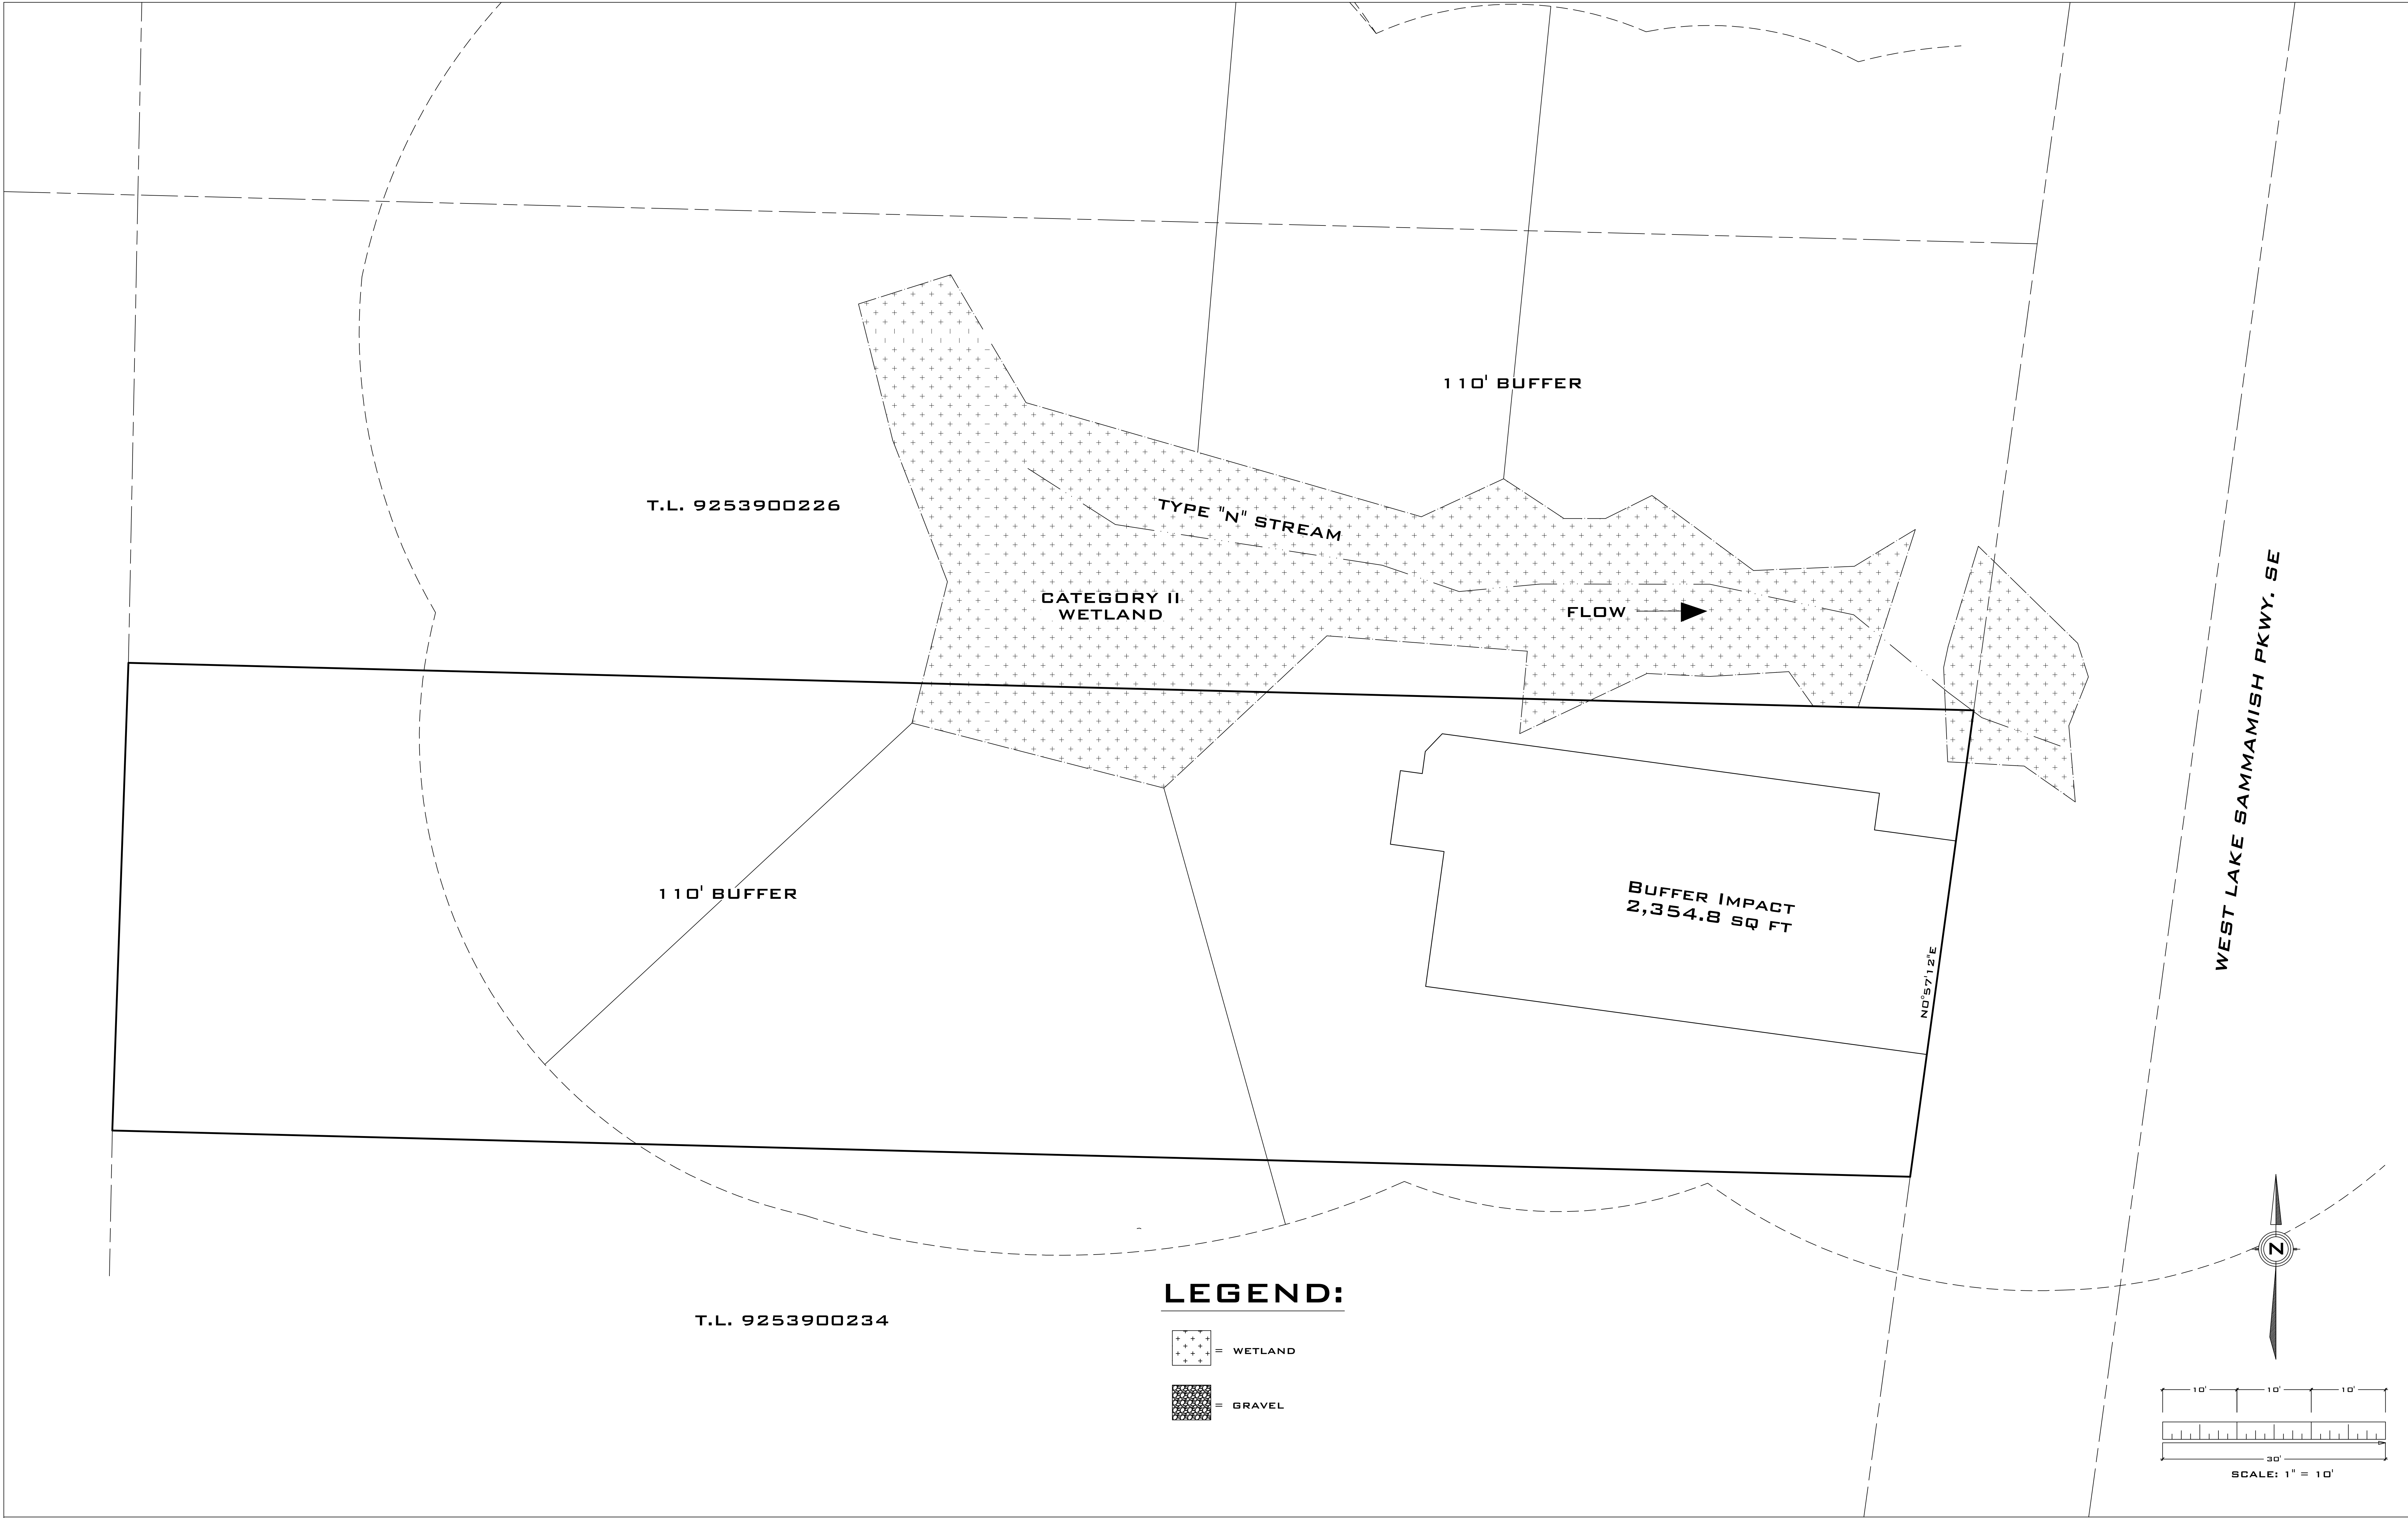 110' BUFFER
T.L. 9253900226
TYPE "N" STREAM
CATEGORY II
WETLAND
FLOW
WEST LAKE SAMMAMISH PKWY. SE
110' BUFFER
BUFFER IMPACT
2,354.8 SQ FT
N0°57'12"E
N
LEGEND:
T.L. 9253900234
= WETLAND
= GRAVEL
10' 10' 10'
30'
SCALE: 1" = 10'